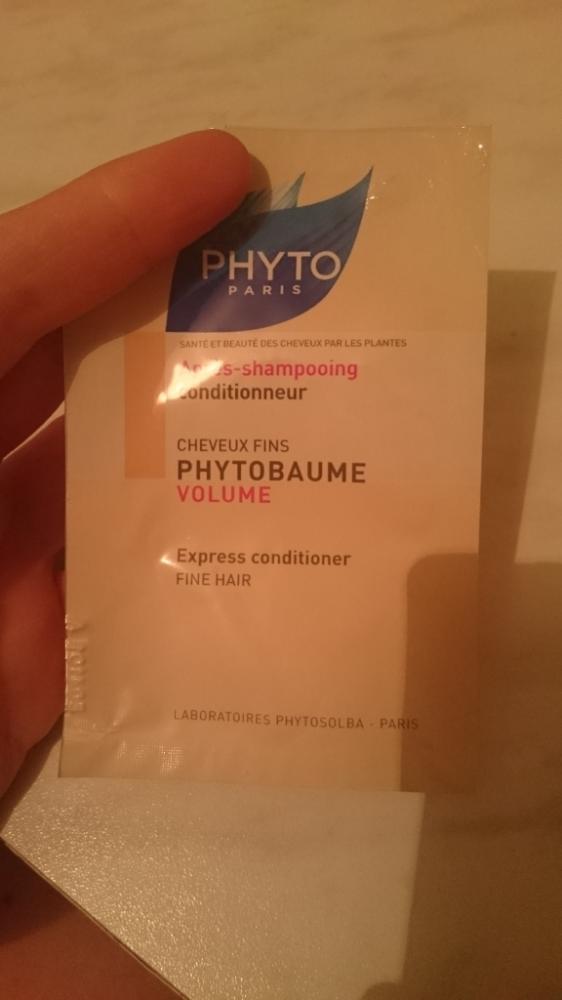 PHYTO
PARIS
SANTÉ ET BEAUTÉ DES CHEVEUX PAR LES PLANTES
Après-shampooing
conditionneur
CHEVEUX FINS
PHYTOBAUME
VOLUME
Express conditioner
FINE HAIR
LABORATOIRES PHYTOSOLBA - PARIS